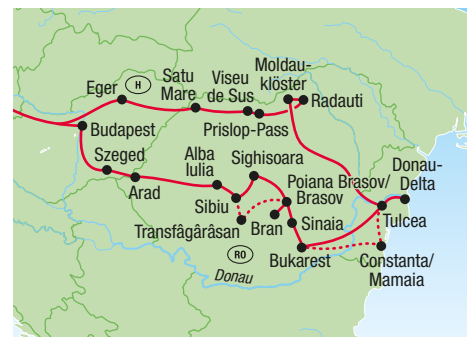 Eger
H
Satu
Mare
Viseu
de Sus
Moldau-
klöster
Radauti
Prislop-Pass
Budapest
Szeged
Arad
Alba
Iulia
Sighisoara
Poiana Brasov/
Brasov
Donau-
Delta
Sibiu
Tulcea
Transfâgârâsan
Bran
Sinaia
RO
Bukarest
Donau
Constanta/
Mamaia